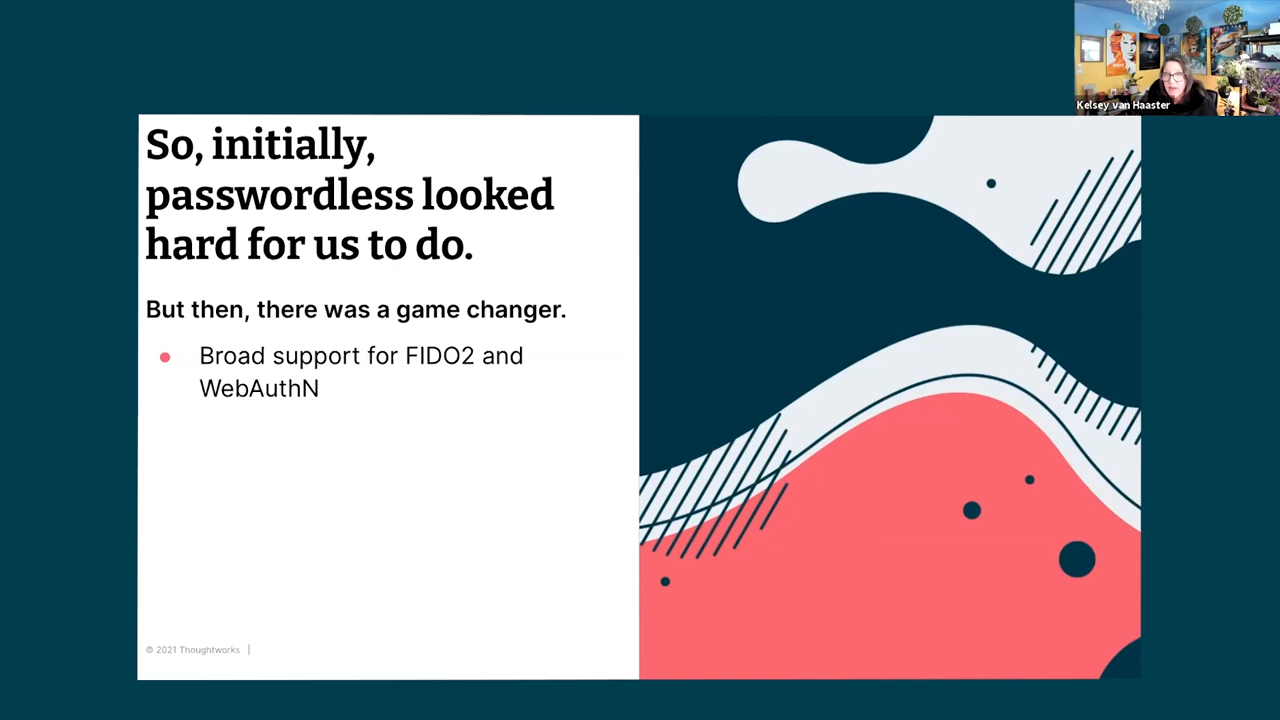 Kelsey van Haaster
So, initially,
passwordless looked
hard for us to do.
But then, there was a game changer.
● Broad support for FIDO2 and
WebAuthN
© 2021 Thoughtworks |